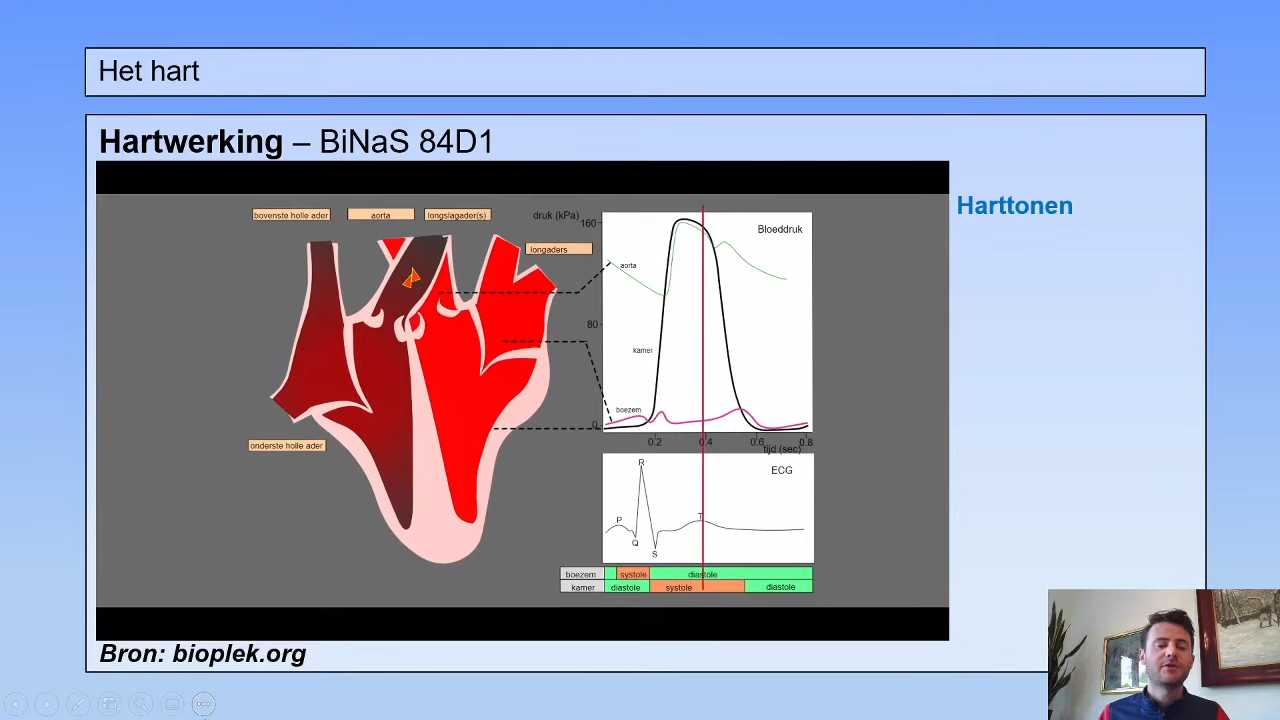 Het hart
Hartwerking – BiNaS 84D1
Harttonen
bovenste holle ader
aorta
longslagader(s)
longaders
onderste holle ader
druk (kPa)
160
80
0
Bloeddruk
aorta
kamer
boezem
0.2
0.4
0.6
0.8
tijd (sec)
ECG
R
P
Q
S
T
boezem
systole
diastole
kamer
diastole
systole
diastole
Bron: bioplek.org